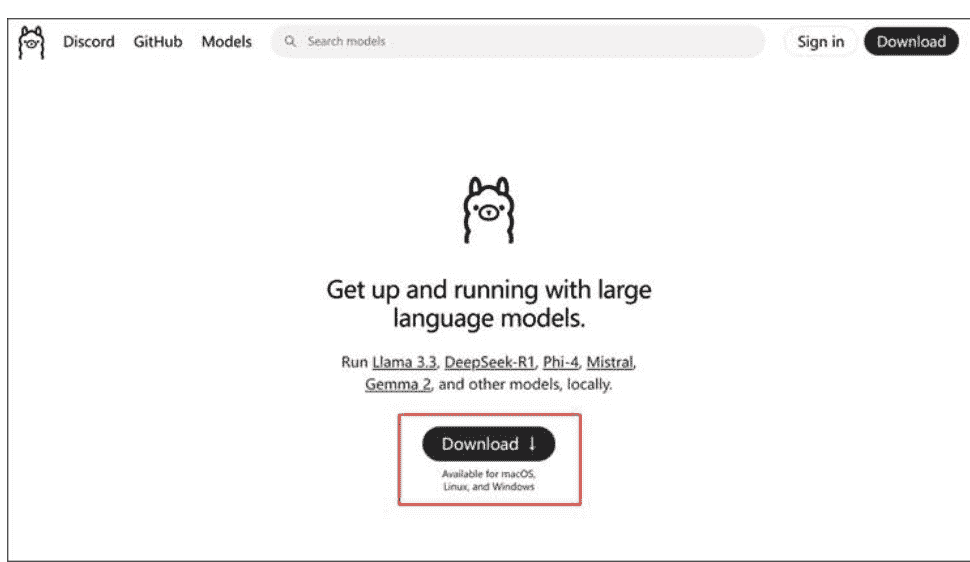 Discord GitHub Models Search models Sign in Download
Get up and running with large
language models.
Run Llama 3.3, DeepSeek-R1, Phi-4, Mistral,
Gemma 2, and other models, locally.
Download ↓
Available for macOS,
Linux, and Windows